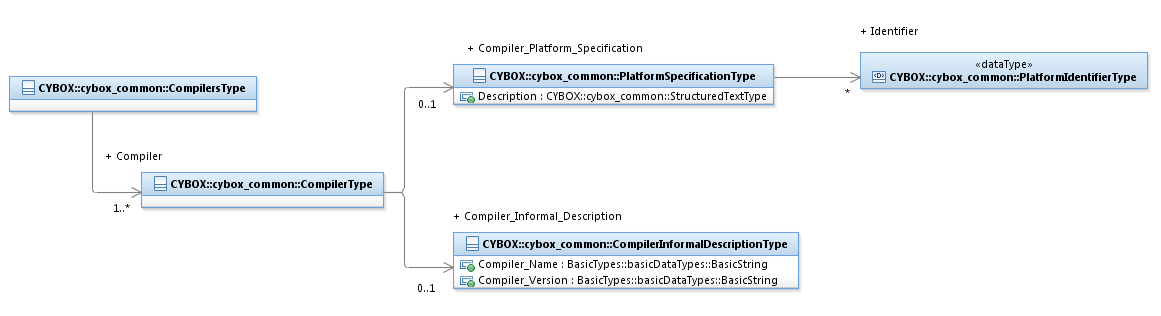 + Identifier
+ Compiler_Platform_Specification
«dataType»
CYBOX::cybox_common::PlatformSpecificationType
CYBOX::cybox_common::PlatformIdentifierType
CYBOX::cybox_common::CompilersType
Description : CYBOX::cybox_common::StructuredTextType
0..1
*
+ Compiler
CYBOX::cybox_common::CompilerType
1..*
+ Compiler_Informal_Description
CYBOX::cybox_common::CompilerInformalDescriptionType
Compiler_Name : BasicTypes::basicDataTypes::BasicString
Compiler_Version : BasicTypes::basicDataTypes::BasicString
0..1